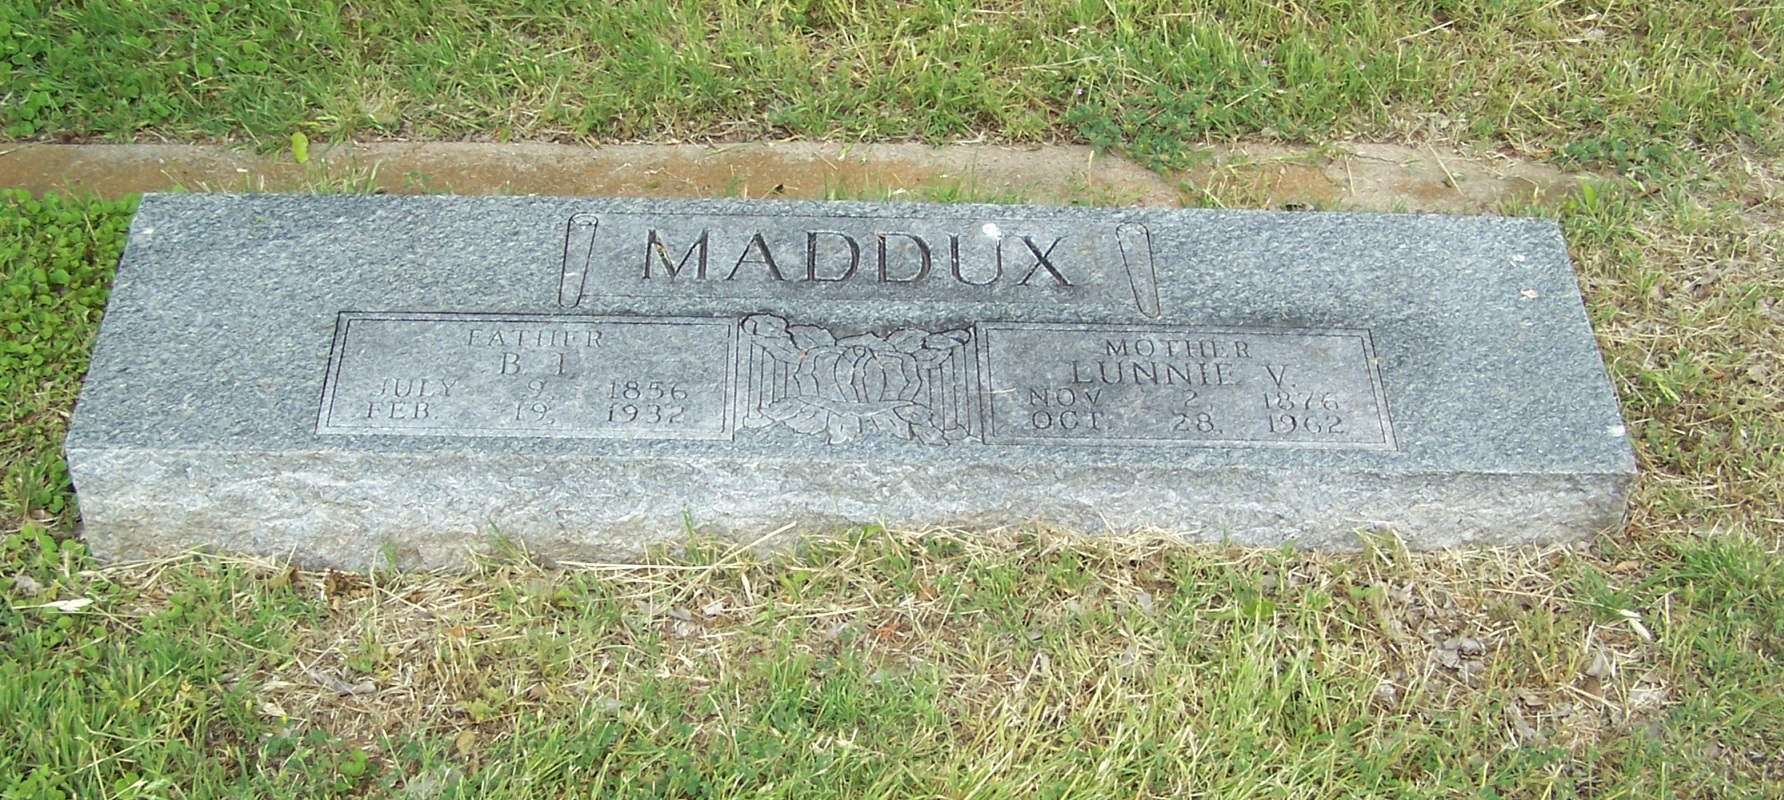 MADDUX
FATHER
B. I.
JULY 9, 1856
FEB. 19, 1932
MOTHER
LUNNIE V.
NOV. 2, 1876
OCT. 28, 1962